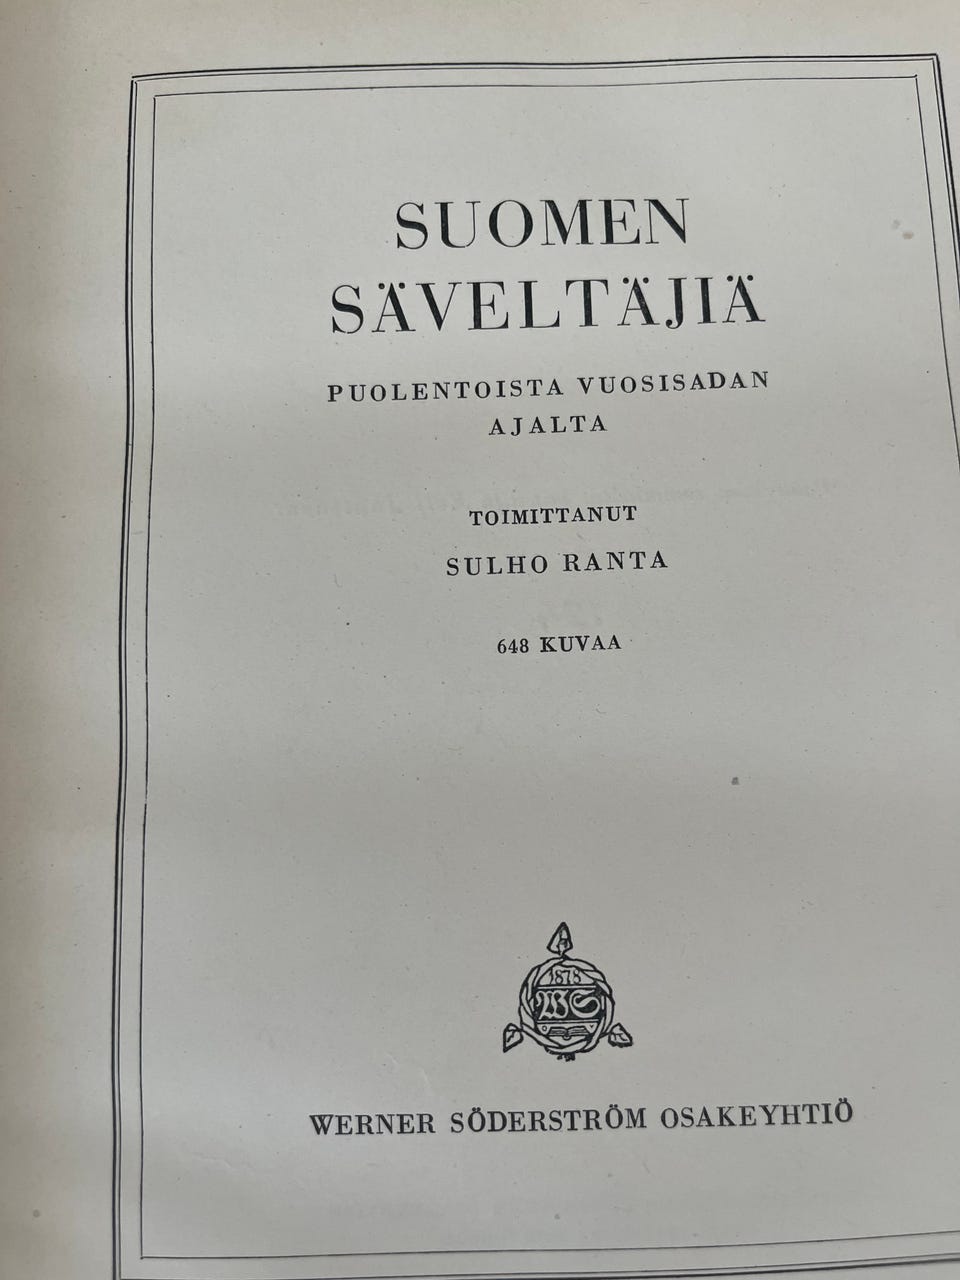 SUOMEN
SÄVELTÄJIÄ
PUOLENTOISTA VUOSISADAN
AJALTA
TOIMITTANUT
SULHO RANTA
648 KUVAA
1878
WS
WERNER SÖDERSTRÖM OSAKEYHTIÖ